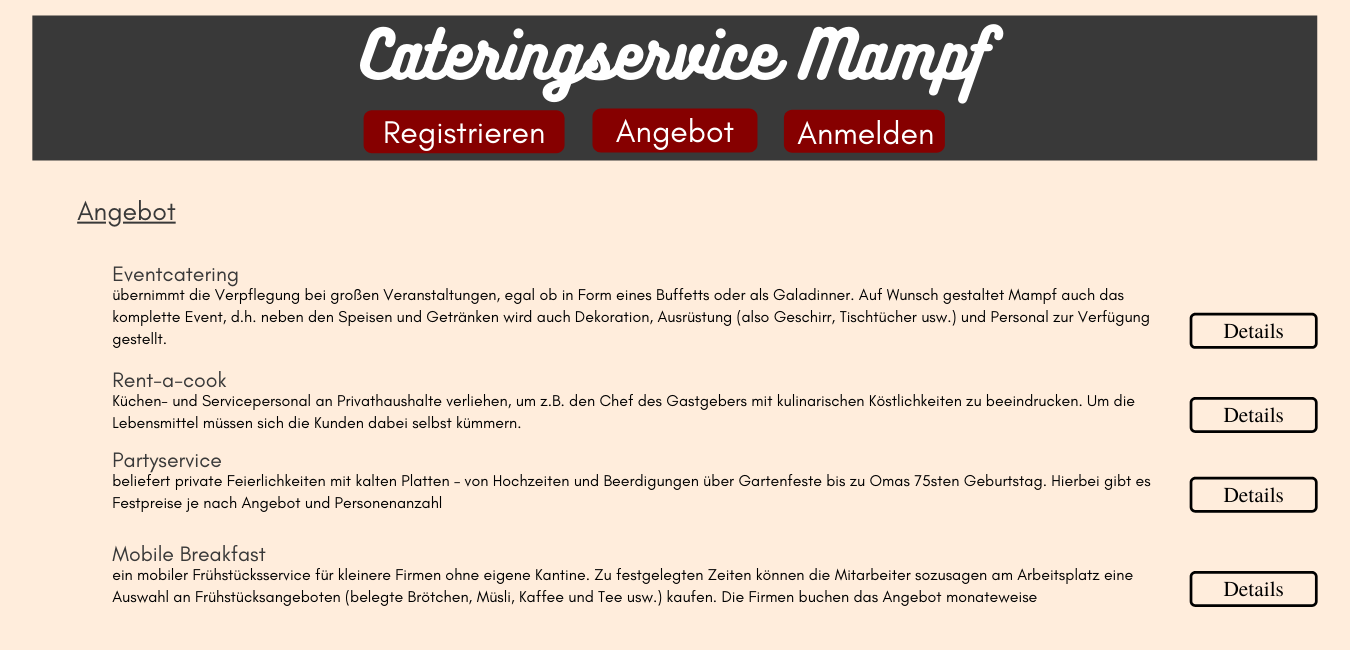 Cateringservice Mampf
Registrieren Angebot Anmelden
Angebot
Eventcatering
übernimmt die Verpflegung bei großen Veranstaltungen, egal ob in Form eines Buffetts oder als Galadinner. Auf Wunsch gestaltet Mampf auch das
komplette Event, d.h. neben den Speisen und Getränken wird auch Dekoration, Ausrüstung (also Geschirr, Tischtücher usw.) und Personal zur Verfügung
gestellt.
Details
Rent-a-cook
Küchen- und Servicepersonal an Privathaushalte verliehen, um z.B. den Chef des Gastgebers mit kulinarischen Köstlichkeiten zu beeindrucken. Um die
Lebensmittel müssen sich die Kunden dabei selbst kümmern.
Details
Partyservice
beliefert private Feierlichkeiten mit kalten Platten – von Hochzeiten und Beerdigungen über Gartenfeste bis zu Omas 75sten Geburtstag. Hierbei gibt es
Festpreise je nach Angebot und Personenanzahl
Details
Mobile Breakfast
ein mobiler Frühstücksservice für kleinere Firmen ohne eigene Kantine. Zu festgelegten Zeiten können die Mitarbeiter sozusagen am Arbeitsplatz eine
Auswahl an Frühstücksangeboten (belegte Brötchen, Müsli, Kaffee und Tee usw.) kaufen. Die Firmen buchen das Angebot monateweise
Details